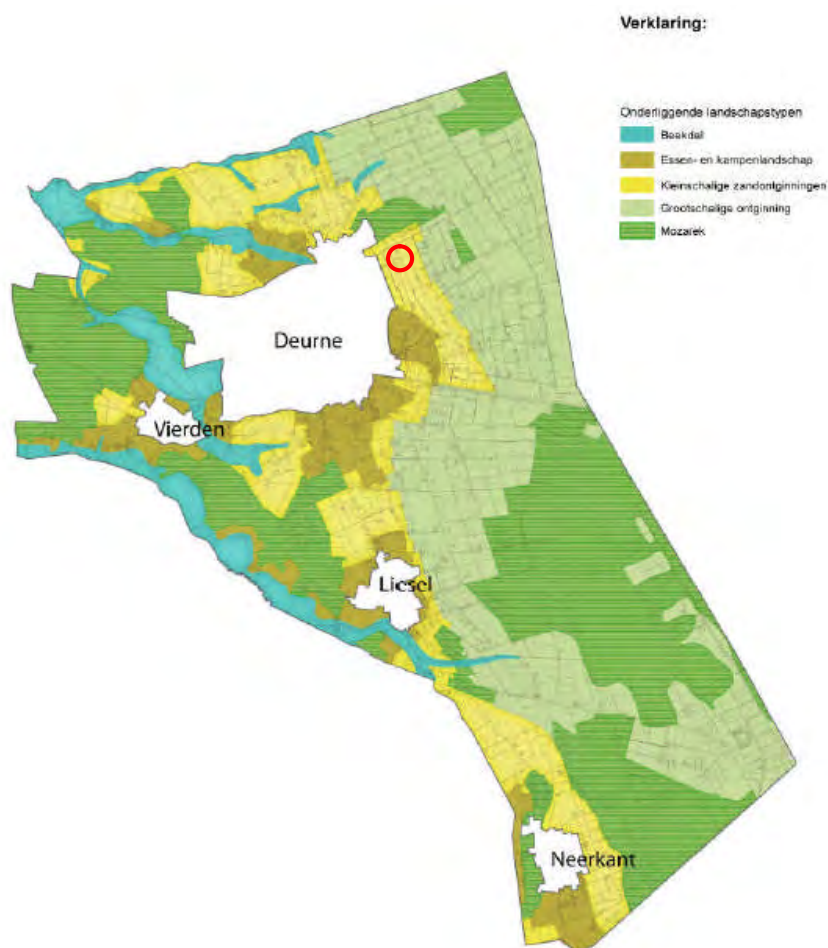 Verklaring:
Onderliggende landschapstypen
Beekdal
Essen- en kampenlandschap
Kleinschalige zandontginningen
Grootschalige ontginning
Mozaïek
Deurne
Vierden
Liesel
Neerkant